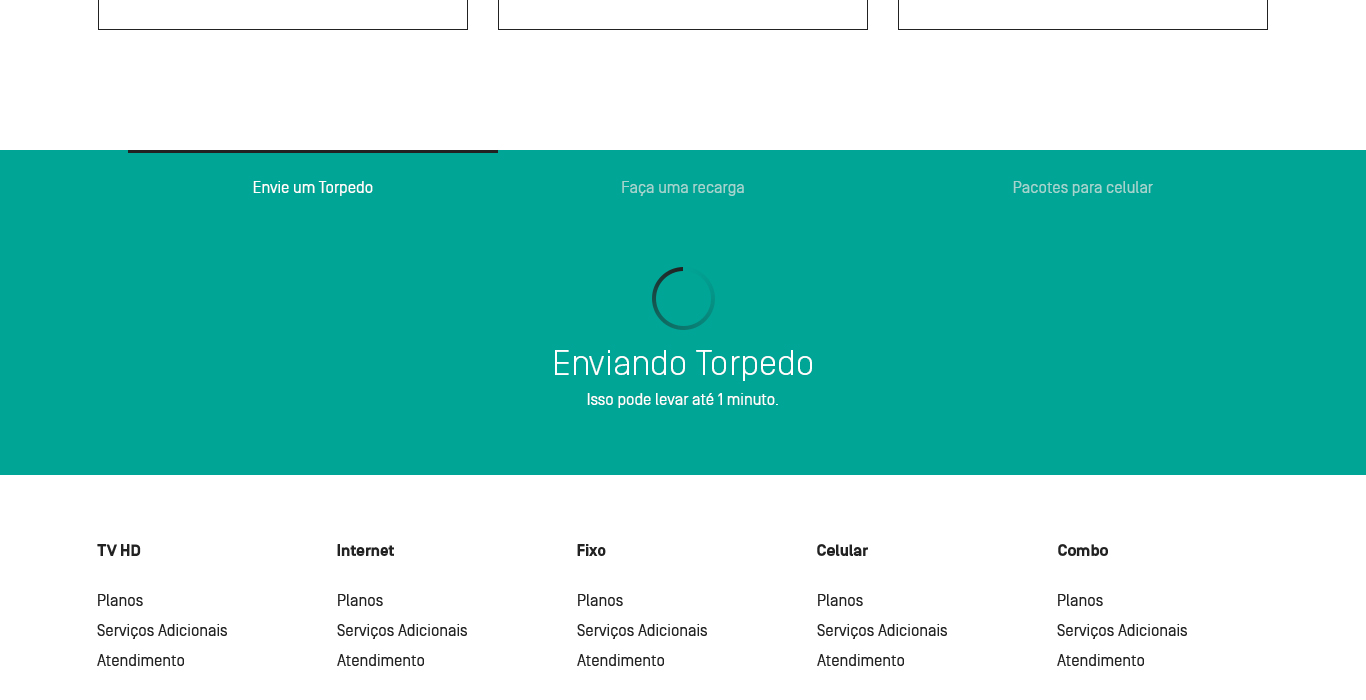 Envie um Torpedo
Faça uma recarga
Pacotes para celular
Enviando Torpedo
Isso pode levar até 1 minuto.
TV HD
Planos
Serviços Adicionais
Atendimento
Internet
Planos
Serviços Adicionais
Atendimento
Fixo
Planos
Serviços Adicionais
Atendimento
Celular
Planos
Serviços Adicionais
Atendimento
Combo
Planos
Serviços Adicionais
Atendimento